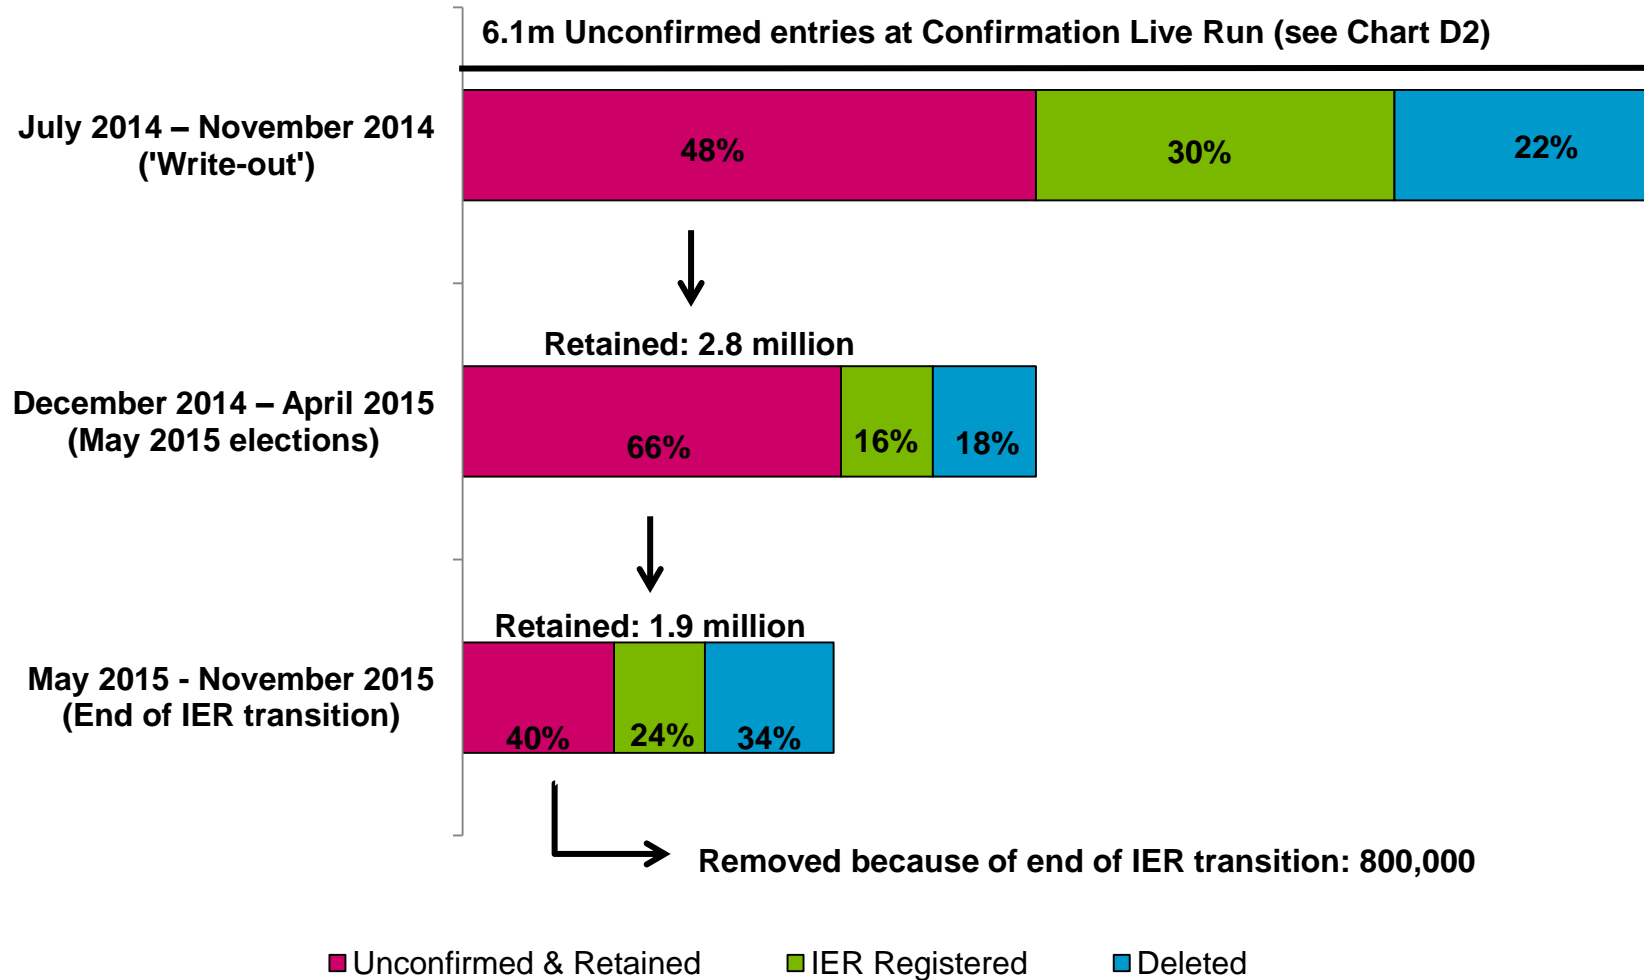 6.1m Unconfirmed entries at Confirmation Live Run (see Chart D2)
July 2014 – November 2014
('Write-out')
48%
30%
22%
Retained: 2.8 million
December 2014 – April 2015
(May 2015 elections)
66%
16%
18%
Retained: 1.9 million
May 2015 - November 2015
(End of IER transition)
40%
24%
34%
Removed because of end of IER transition: 800,000
Unconfirmed & Retained
IER Registered
Deleted